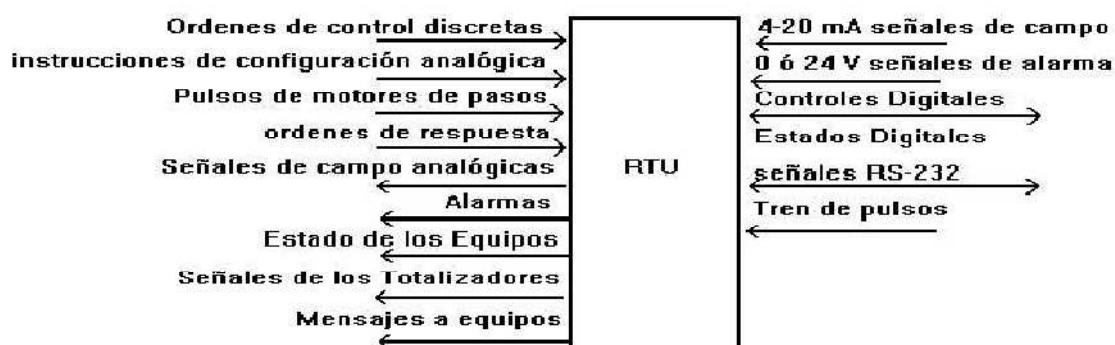 Ordenes de control discretas
instrucciones de configuración analógica
Pulsos de motores de pasos
ordenes de respuesta
Señales de campo analógicas
Alarmas
Estado de los Equipos
Señales de los Totalizadores
Mensajes a equipos
RTU
4-20 mA señales de campo
0 ó 24 V señales de alarma
Controles Digitales
Estados Digitales
señales RS-232
Tren de pulsos